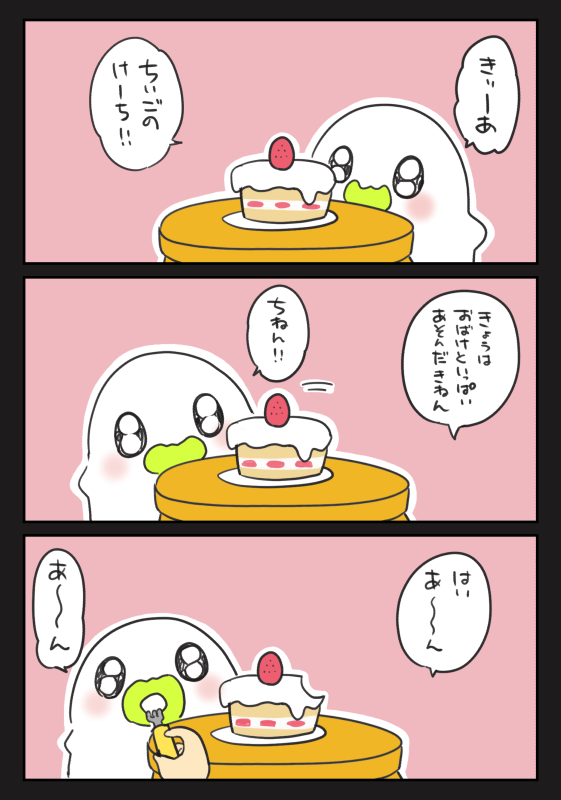 きぃーあ
ちぃごの
けーち!!
きょうは
おばけといっぱい
あそんだきねん
ちねん!!
はい
あ〜〜ん
あ〜〜ん